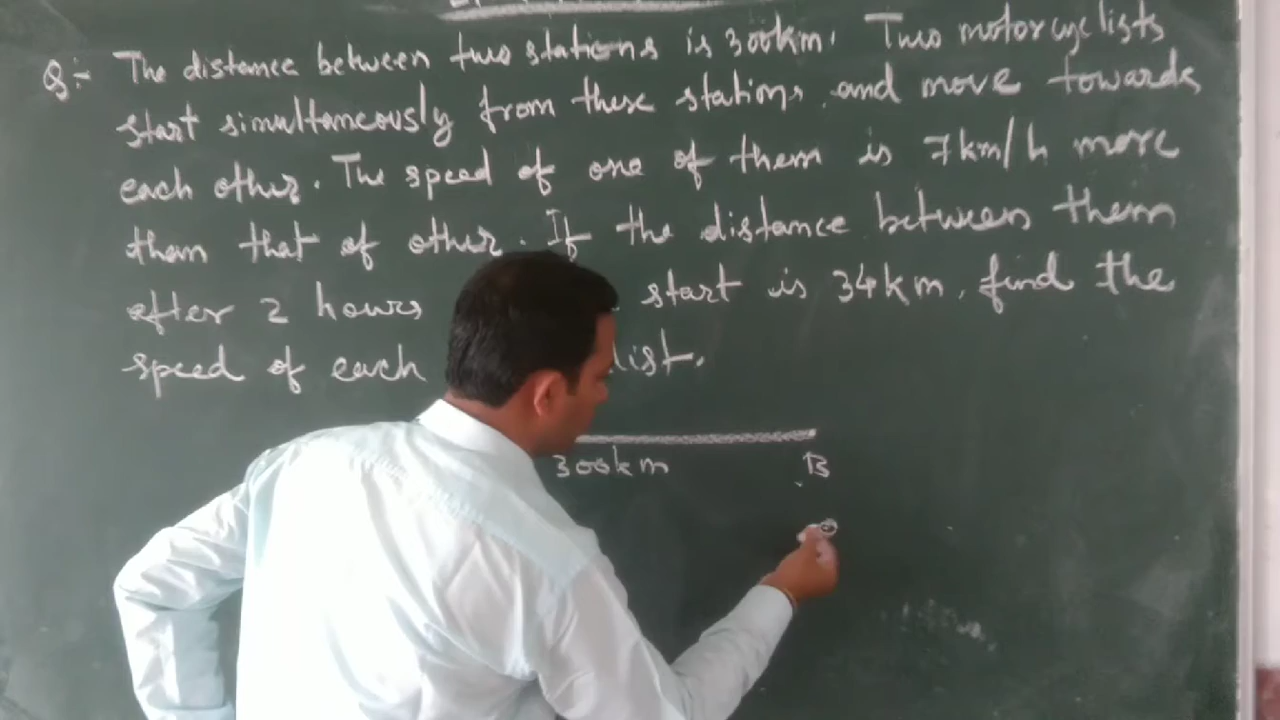 Q:- The distance between two stations is 300km. Two motorcyclists
start simultaneously from these stations and move towards
each other. The speed of one of them is 7km/h more
than that of other. If the distance between them
after 2 hours start is 34km, find the
speed of each list.
300km B